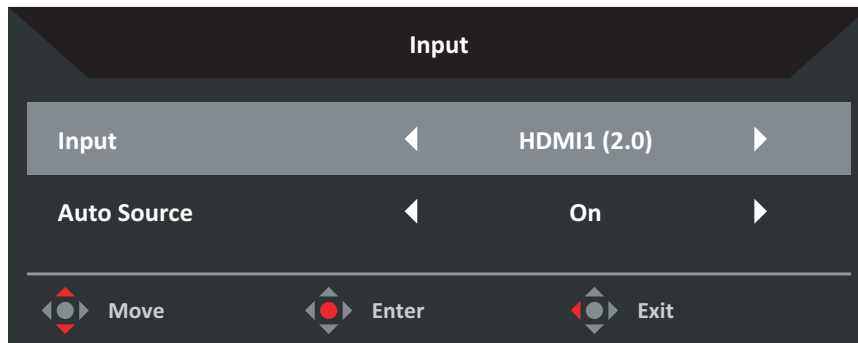 Input
Input HDMI1 (2.0)
Auto Source On
Move Enter Exit